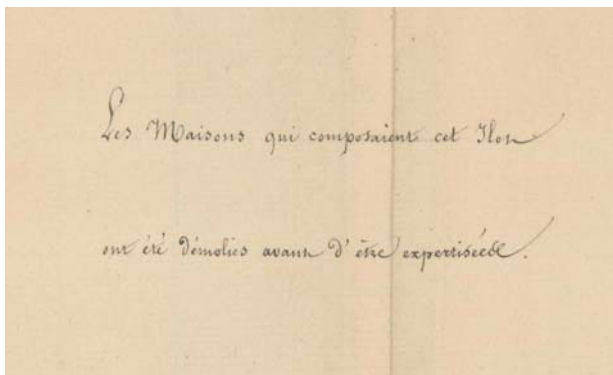 Les Maisons qui composaient cet Ilot
ont été démolies avant d'être expertisées.